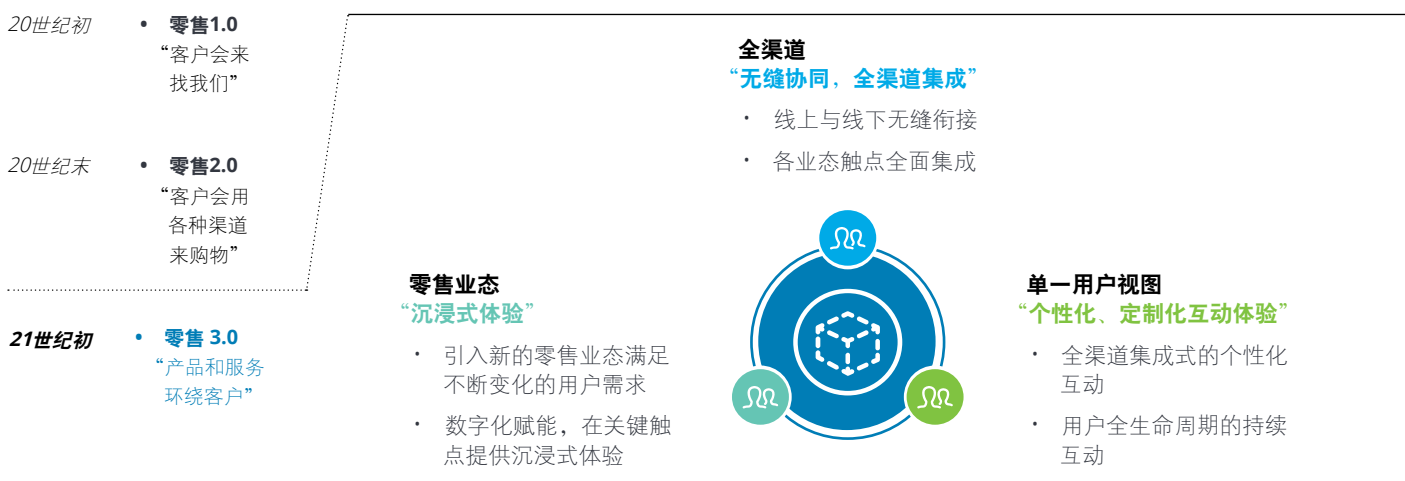 20世纪初
• 零售1.0
“客户会来
找我们”
20世纪末
• 零售2.0
“客户会用
各种渠道
来购物”
21世纪初
• 零售 3.0
“产品和服务
环绕客户”
全渠道
“无缝协同，全渠道集成”
· 线上与线下无缝衔接
· 各业态触点全面集成
零售业态
“沉浸式体验”
· 引入新的零售业态满足
不断变化的用户需求
· 数字化赋能，在关键触
点提供沉浸式体验
单一用户视图
“个性化、定制化互动体验”
· 全渠道集成式的个性化
互动
· 用户全生命周期的持续
互动